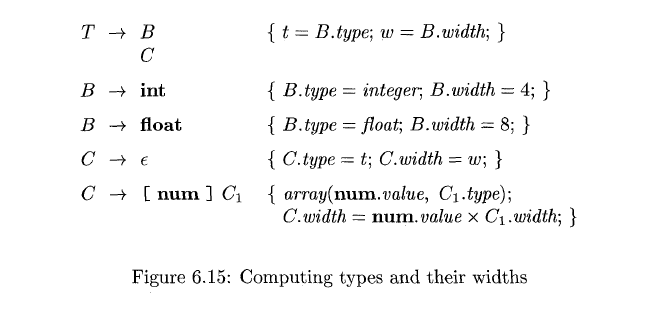 T → B { t = B.type; w = B.width; }
C
B → int { B.type = integer; B.width = 4; }
B → float { B.type = float; B.width = 8; }
C → ϵ { C.type = t; C.width = w; }
C → [ num ] C₁ { array(num.value, C₁.type);
C.width = num.value × C₁.width; }
Figure 6.15: Computing types and their widths